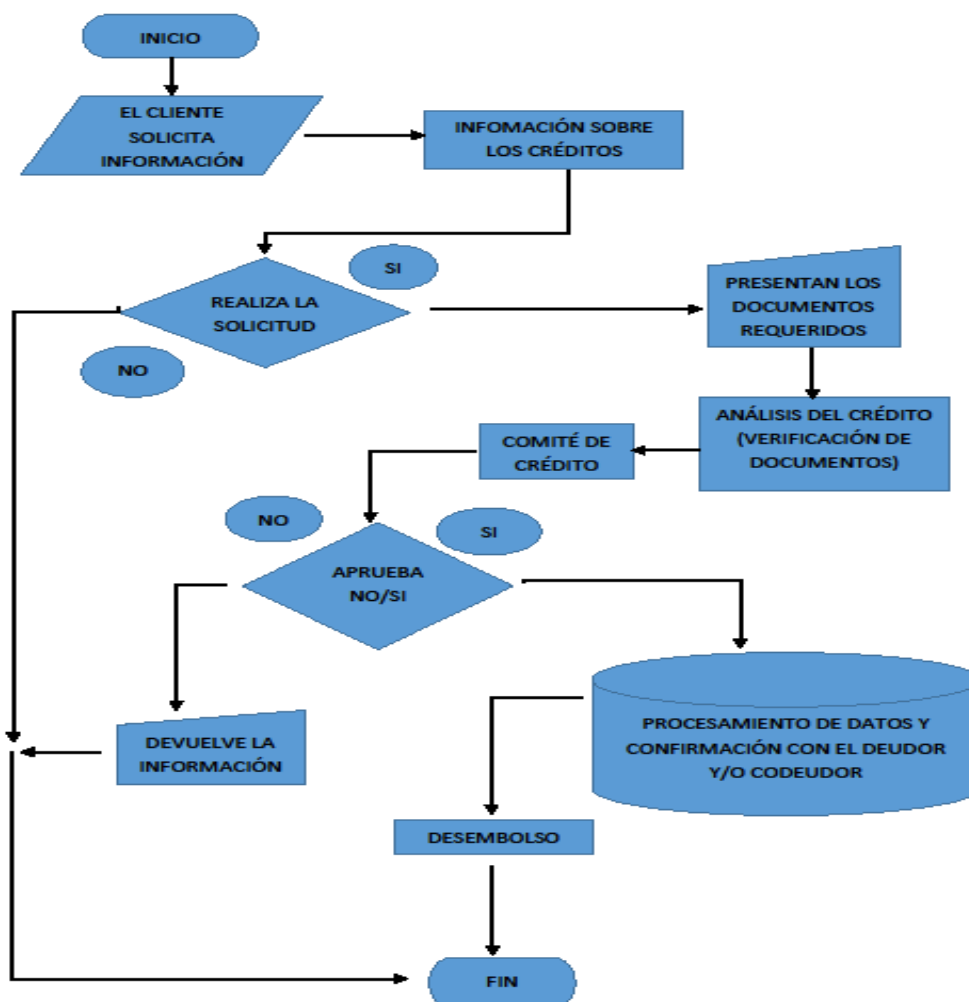 INICIO
EL CLIENTE
SOLICITA
INFORMACIÓN
INFOMACIÓN SOBRE
LOS CRÉDITOS
REALIZA LA
SOLICITUD
SI
NO
PRESENTAN LOS
DOCUMENTOS
REQUERIDOS
ANÁLISIS DEL CRÉDITO
(VERIFICACIÓN DE
DOCUMENTOS)
COMITÉ DE
CRÉDITO
NO
SI
APRUEBA
NO/SI
DEVUELVE LA
INFORMACIÓN
PROCESAMIENTO DE DATOS Y
CONFIRMACIÓN CON EL DEUDOR
Y/O CODEUDOR
DESEMBOLSO
FIN